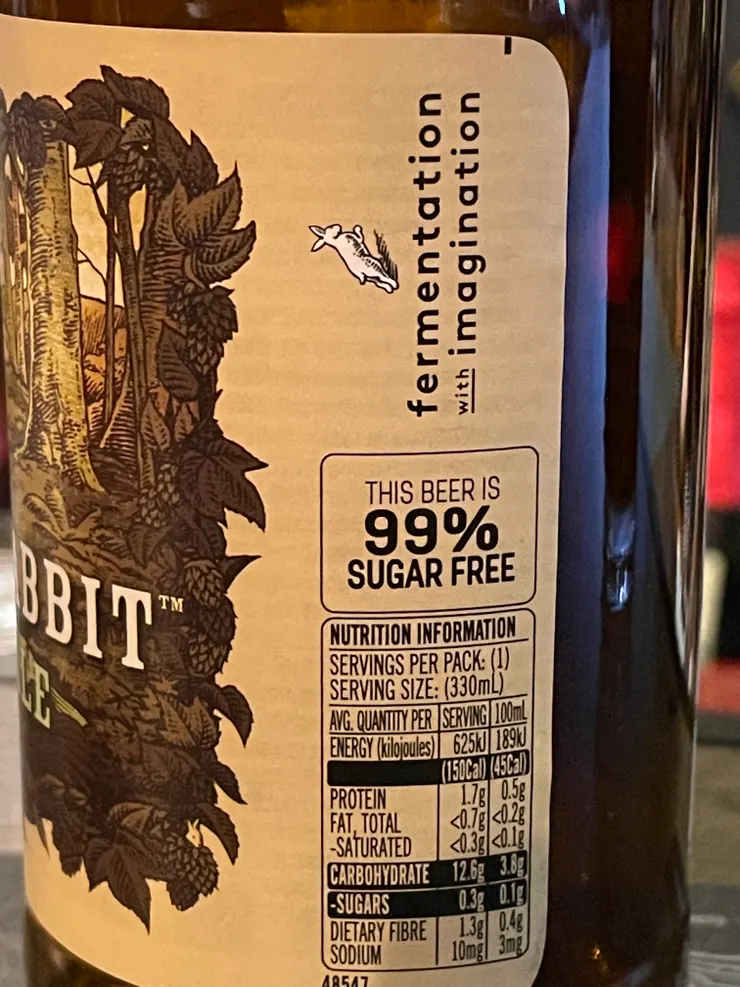 BBIT™
LE
fermentation
with imagination
THIS BEER IS
99%
SUGAR FREE
NUTRITION INFORMATION
SERVINGS PER PACK: (1)
SERVING SIZE: (330mL)
AVG. QUANTITY PER SERVING 100mL
ENERGY (kilojoules) 625kJ 189kJ
(150Cal) (45Cal)
PROTEIN 1.7g 0.5g
FAT, TOTAL <0.7g <0.2g
-SATURATED <0.3g <0.1g
CARBOHYDRATE 12.6g 3.8g
-SUGARS 0.3g 0.1g
DIETARY FIBRE 1.3g 0.4g
SODIUM 10mg 3mg
48547